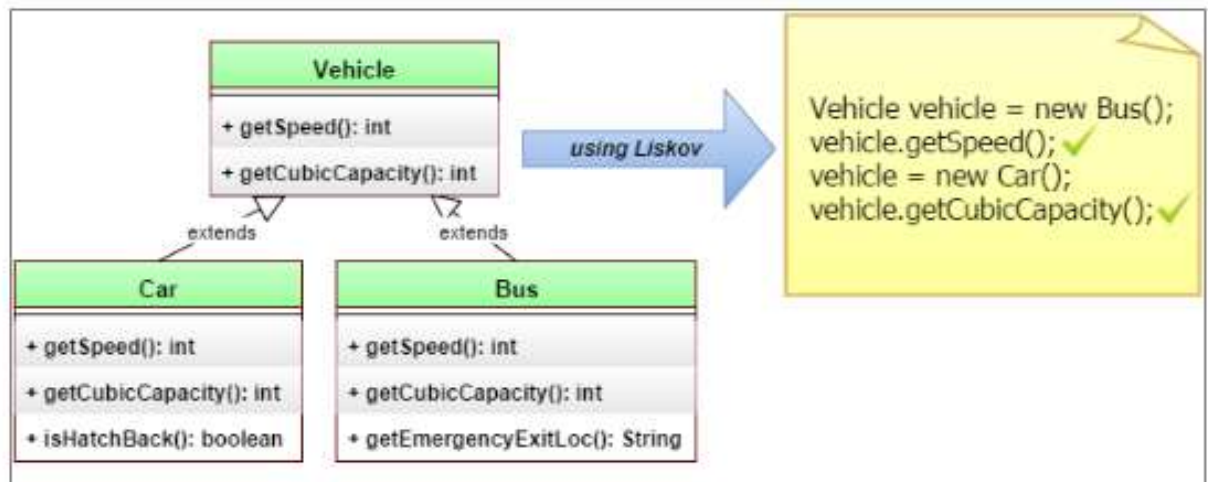 Vehicle
+ getSpeed(): int
+ getCubicCapacity(): int
extends
extends
Car
+ getSpeed(): int
+ getCubicCapacity(): int
+ isHatchBack(): boolean
Bus
+ getSpeed(): int
+ getCubicCapacity(): int
+ getEmergencyExitLoc(): String
using Liskov
Vehicle vehicle = new Bus();
vehicle.getSpeed();
vehicle = new Car();
vehicle.getCubicCapacity();